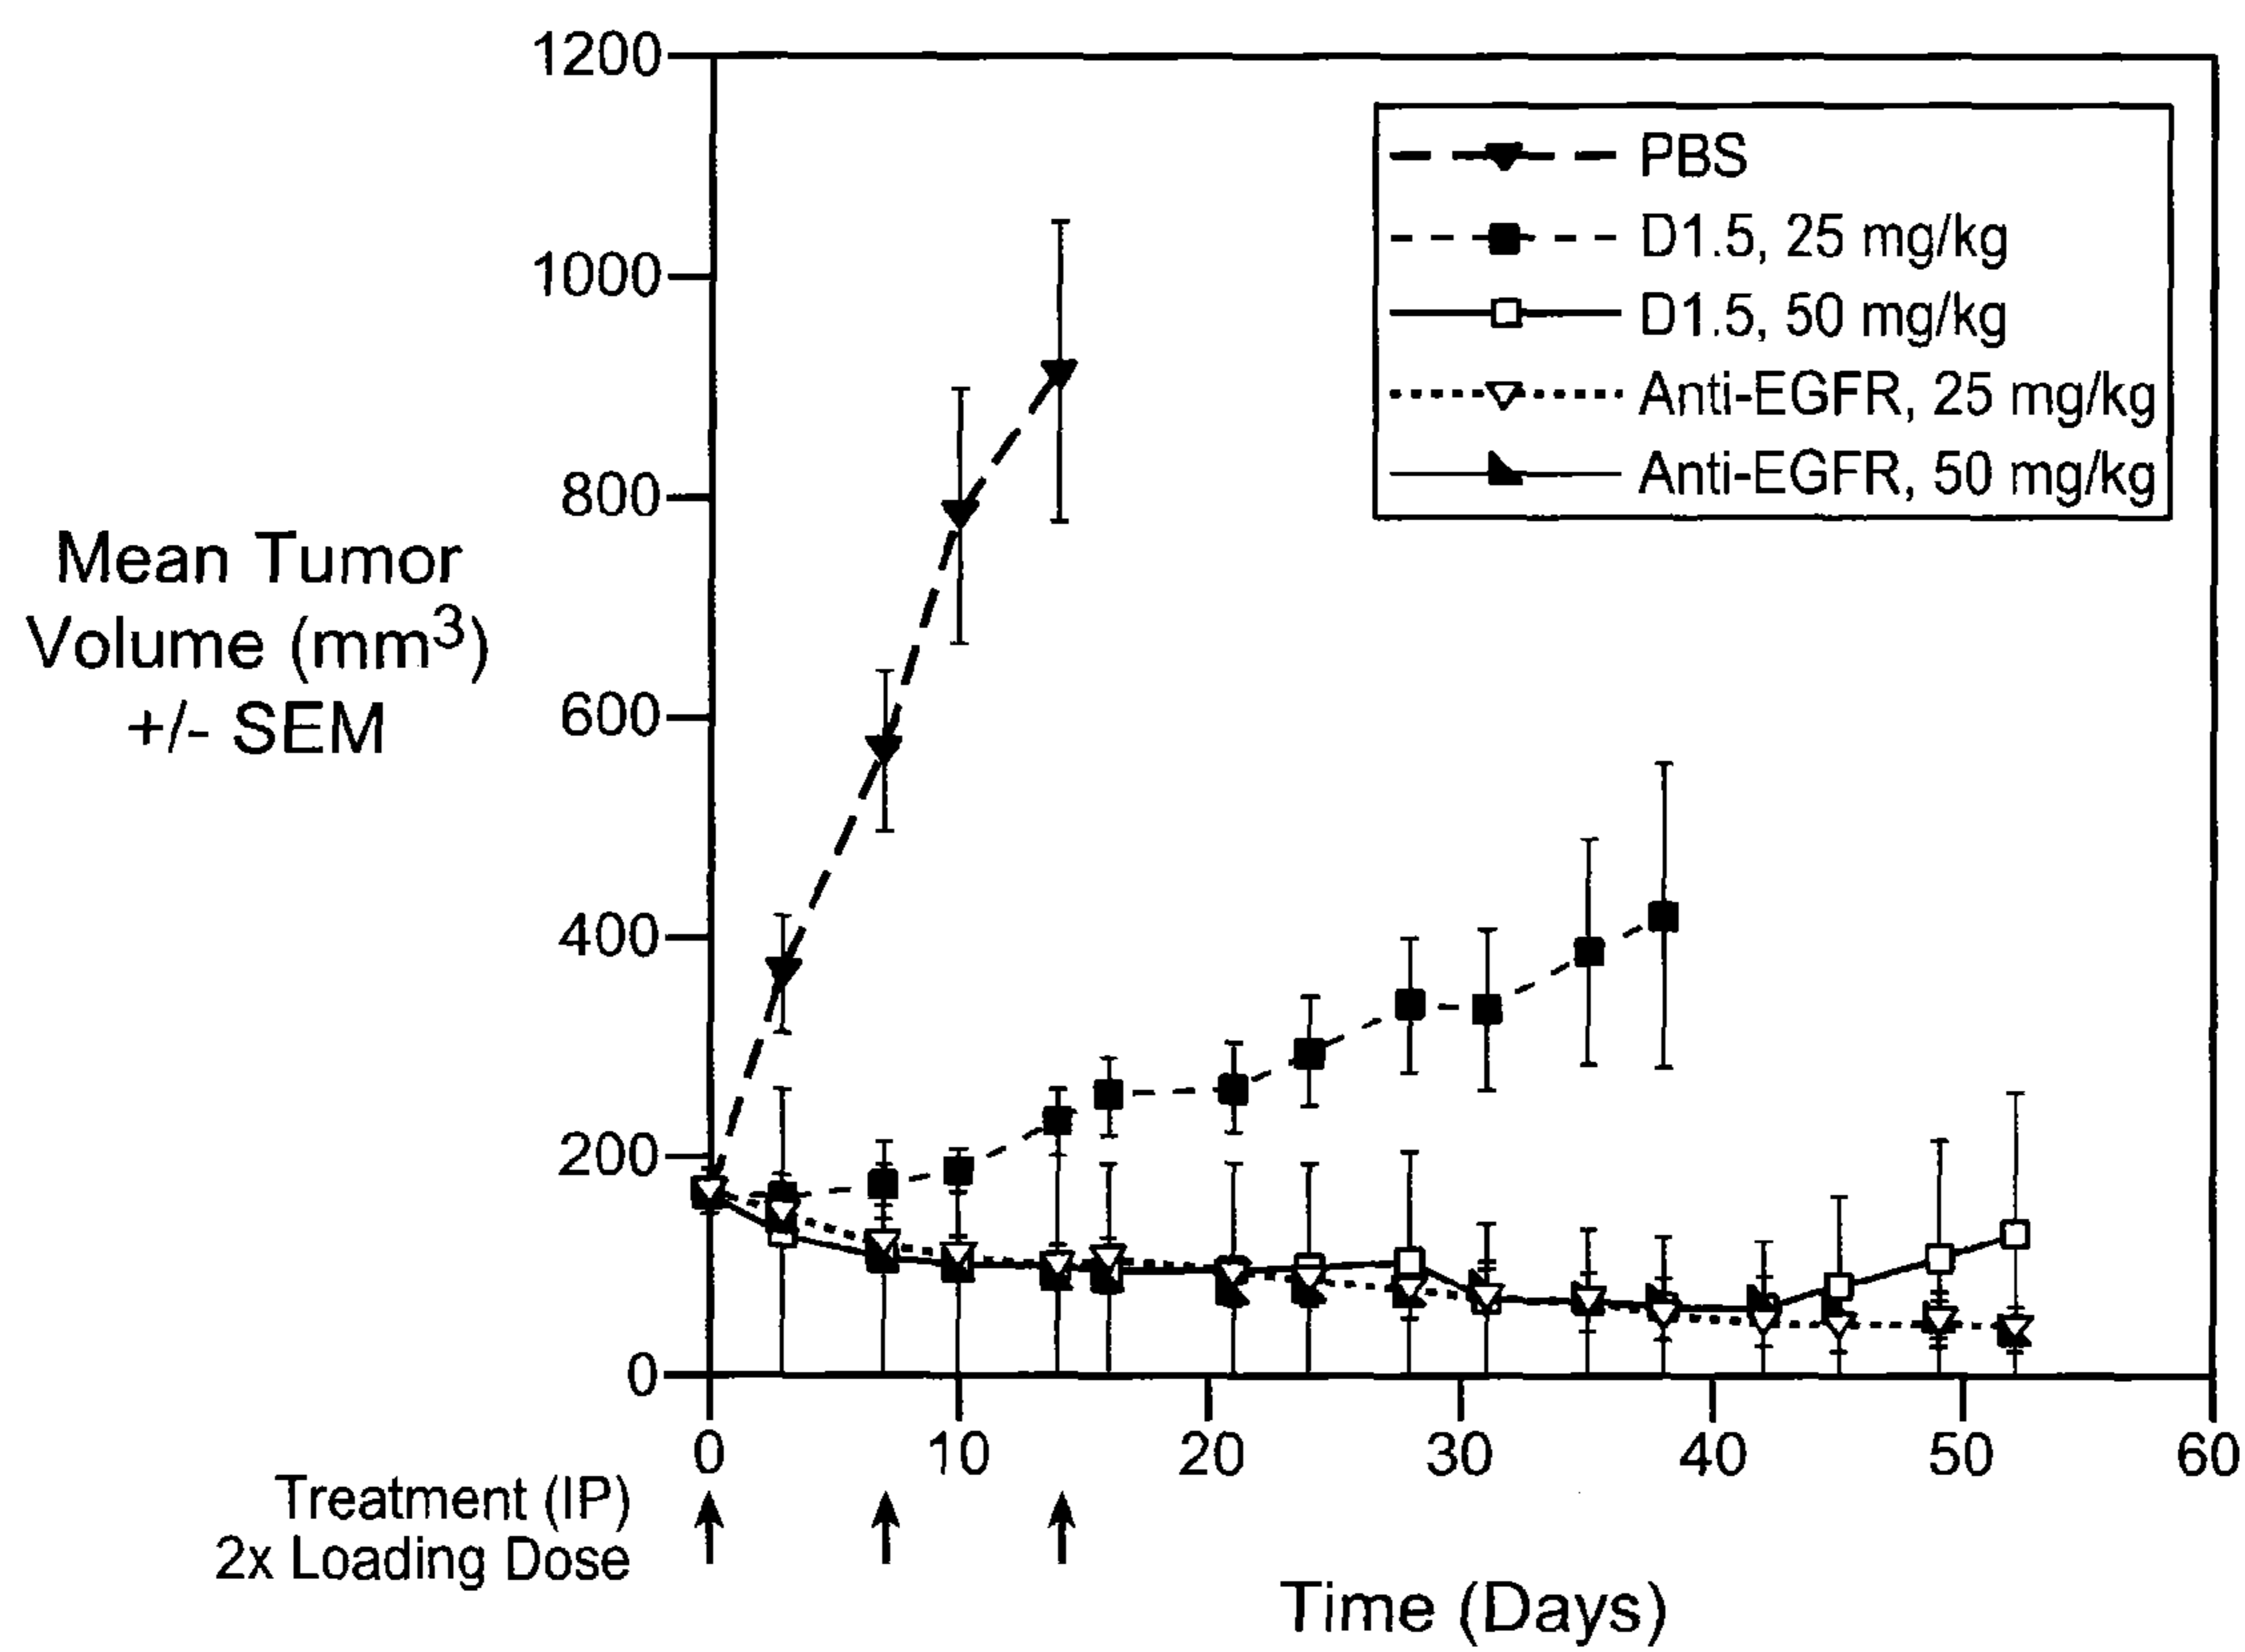 1200
1000
800
600
400
200
0
Mean Tumor
Volume (mm³)
+/- SEM
PBS
D1.5, 25 mg/kg
D1.5, 50 mg/kg
Anti-EGFR, 25 mg/kg
Anti-EGFR, 50 mg/kg
0 10 20 30 40 50 60
Treatment (IP)
2x Loading Dose
Time (Days)